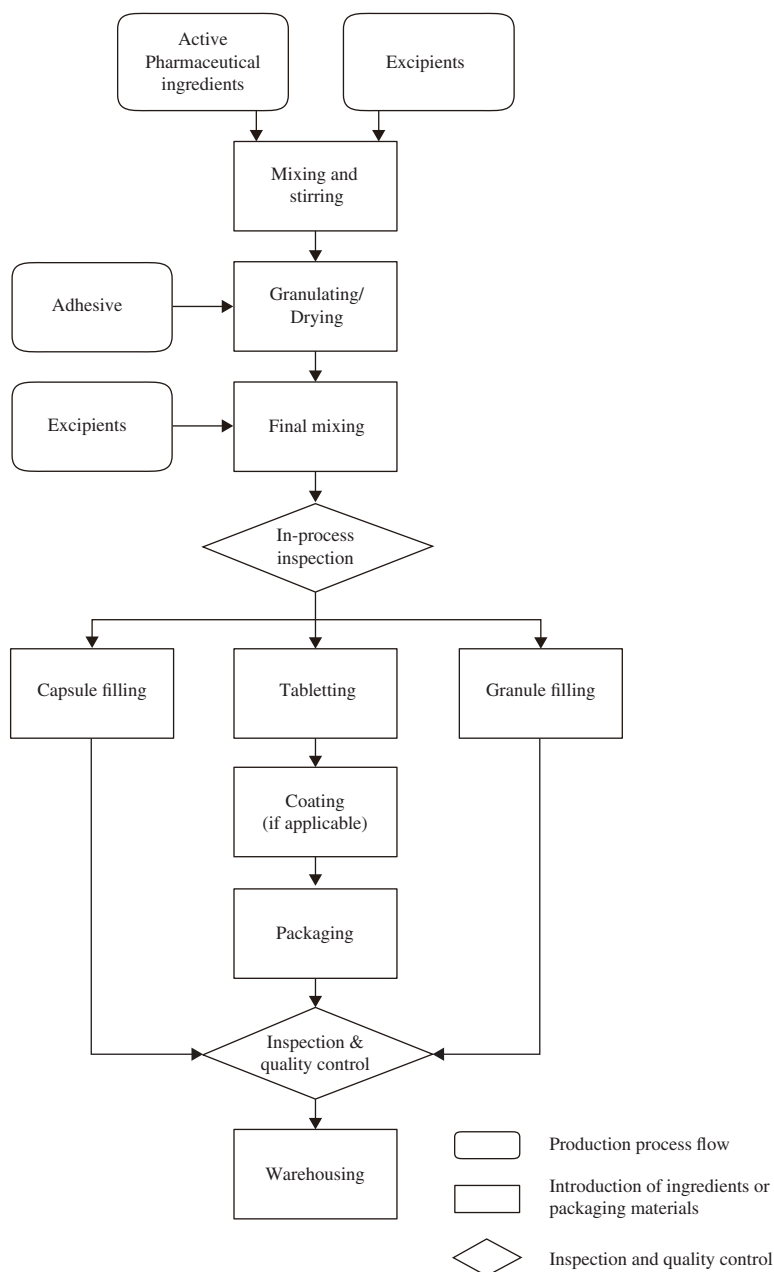 Active
Pharmaceutical
ingredients
Excipients
Mixing and
stirring
Adhesive
Granulating/
Drying
Excipients
Final mixing
In-process
inspection
Capsule filling
Tabletting
Granule filling
Coating
(if applicable)
Packaging
Inspection &
quality control
Warehousing
Production process flow
Introduction of ingredients or
packaging materials
Inspection and quality control